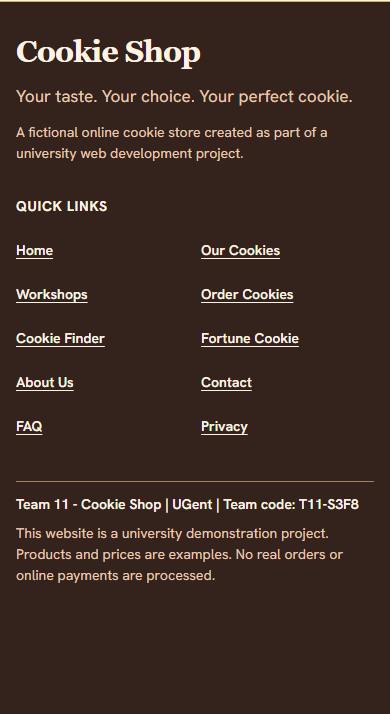 Cookie Shop
Your taste. Your choice. Your perfect cookie.
A fictional online cookie store created as part of a
university web development project.
QUICK LINKS
Home
Our Cookies
Workshops
Order Cookies
Cookie Finder
Fortune Cookie
About Us
Contact
FAQ
Privacy
Team 11 - Cookie Shop | UGent | Team code: T11-S3F8
This website is a university demonstration project.
Products and prices are examples. No real orders or
online payments are processed.